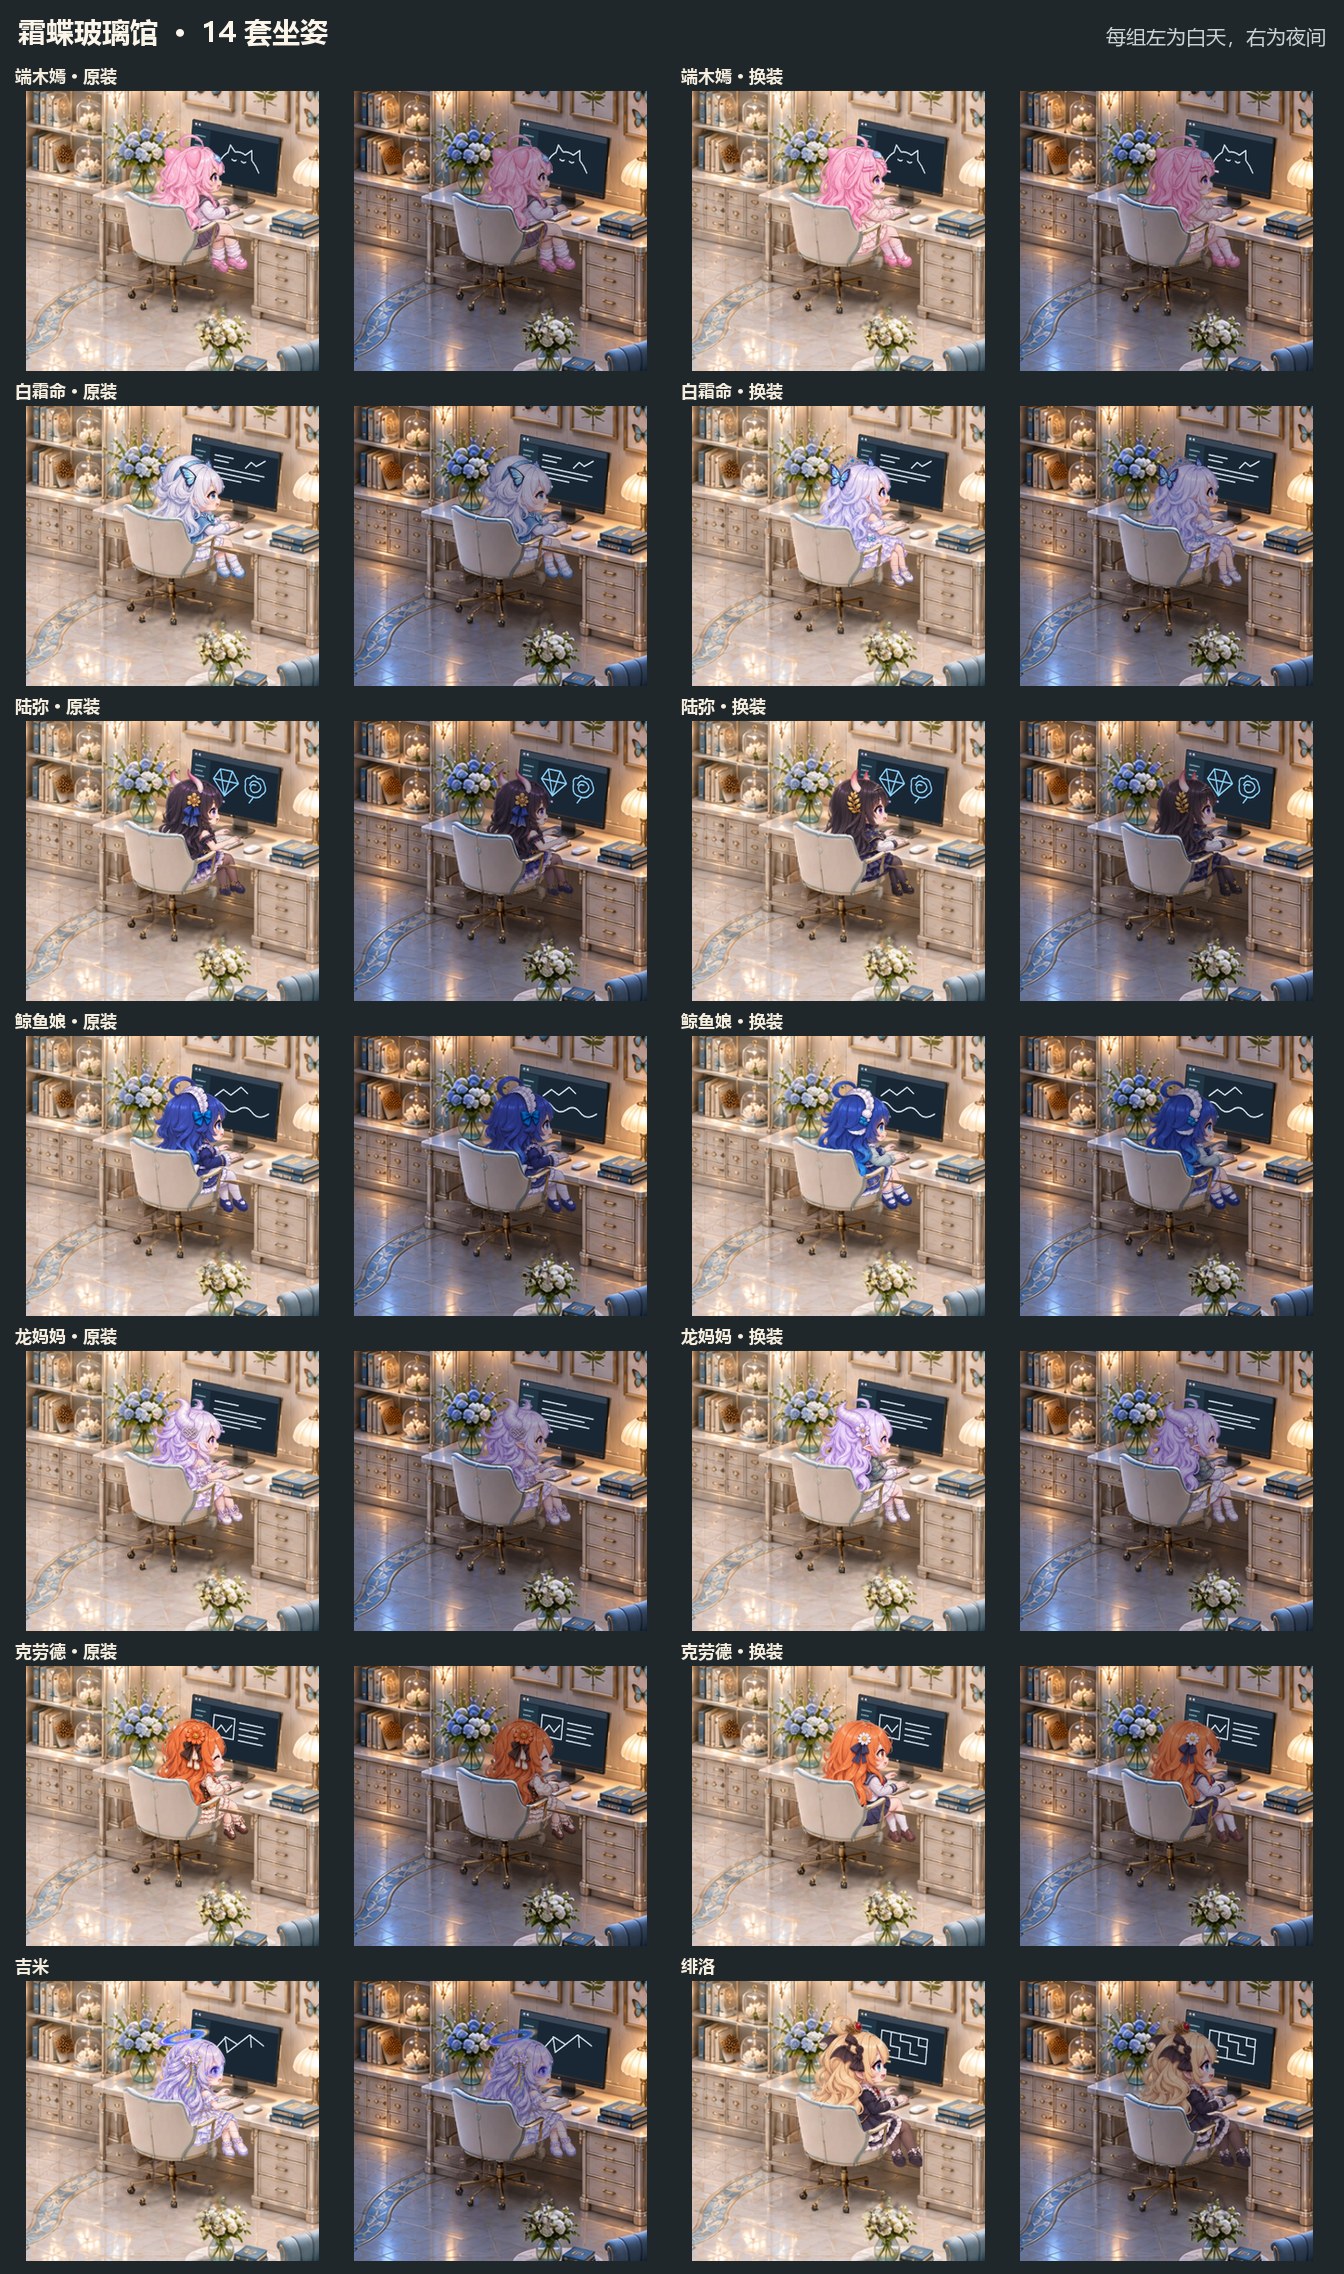 霜蝶玻璃馆 • 14 套坐姿
每组左为白天，右为夜间
端木嫣 • 原装
端木嫣 • 换装
白霜命 • 原装
白霜命 • 换装
陆弥 • 原装
陆弥 • 换装
鲸鱼娘 • 原装
鲸鱼娘 • 换装
龙妈妈 • 原装
龙妈妈 • 换装
克劳德 • 原装
克劳德 • 换装
吉米
绯洛